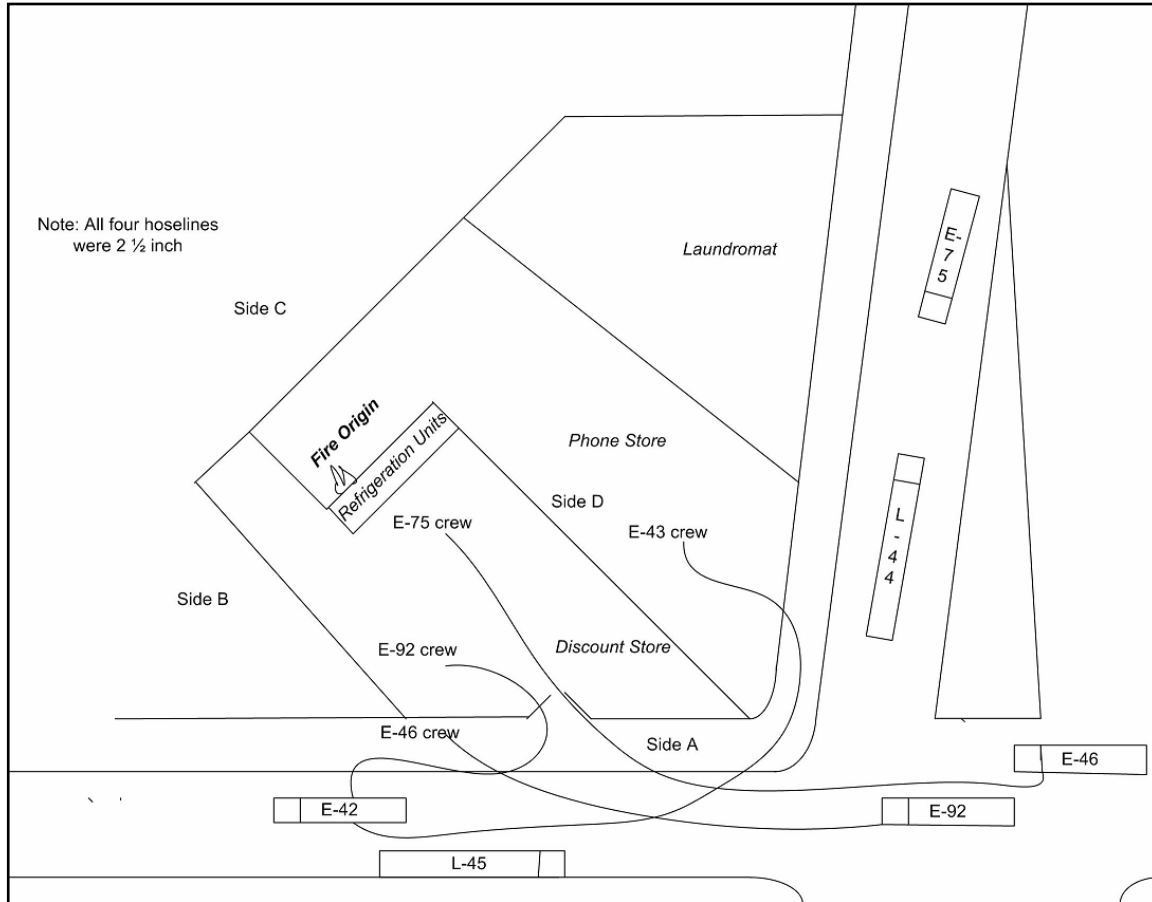 Note: All four hoselines
were 2 ½ inch
Laundromat
E-
7
5
Side C
Fire Origin
Refrigeration Units
Phone Store
Side D
E-75 crew
E-43 crew
L
-
4
4
Side B
E-92 crew
Discount Store
E-46 crew
Side A
E-46
E-42
E-92
L-45